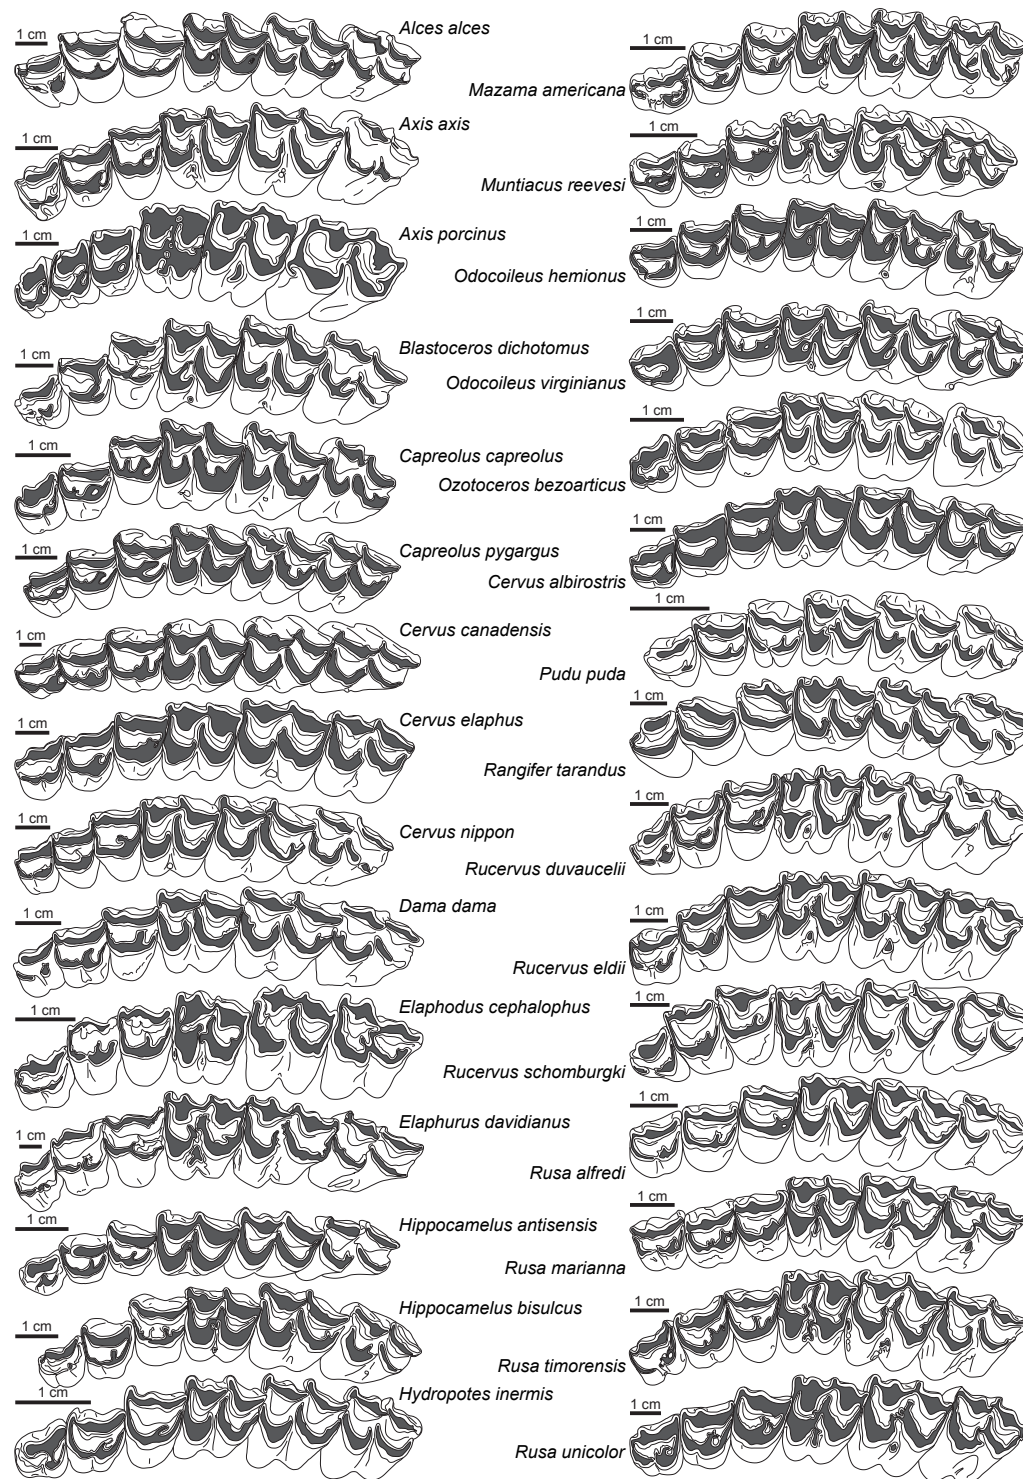 1 cm
Alces alces
1 cm
Mazama americana
1 cm
Axis axis
1 cm
Muntiacus reevesi
1 cm
Axis porcinus
1 cm
Odocoileus hemionus
1 cm
Blastoceros dichotomus
1 cm
Odocoileus virginianus
1 cm
Capreolus capreolus
1 cm
Ozotoceros bezoarticus
1 cm
Capreolus pygargus
1 cm
Cervus albirostris
1 cm
Cervus canadensis
1 cm
Pudu puda
1 cm
Cervus elaphus
1 cm
Rangifer tarandus
1 cm
Cervus nippon
1 cm
Rucervus duvaucelii
1 cm
Dama dama
1 cm
Rucervus eldii
1 cm
Elaphodus cephalophus
1 cm
Rucervus schomburgki
1 cm
Elaphurus davidianus
1 cm
Rusa alfredi
1 cm
Hippocamelus antisensis
1 cm
Rusa marianna
1 cm
Hippocamelus bisulcus
1 cm
Rusa timorensis
1 cm
Hydropotes inermis
1 cm
Rusa unicolor